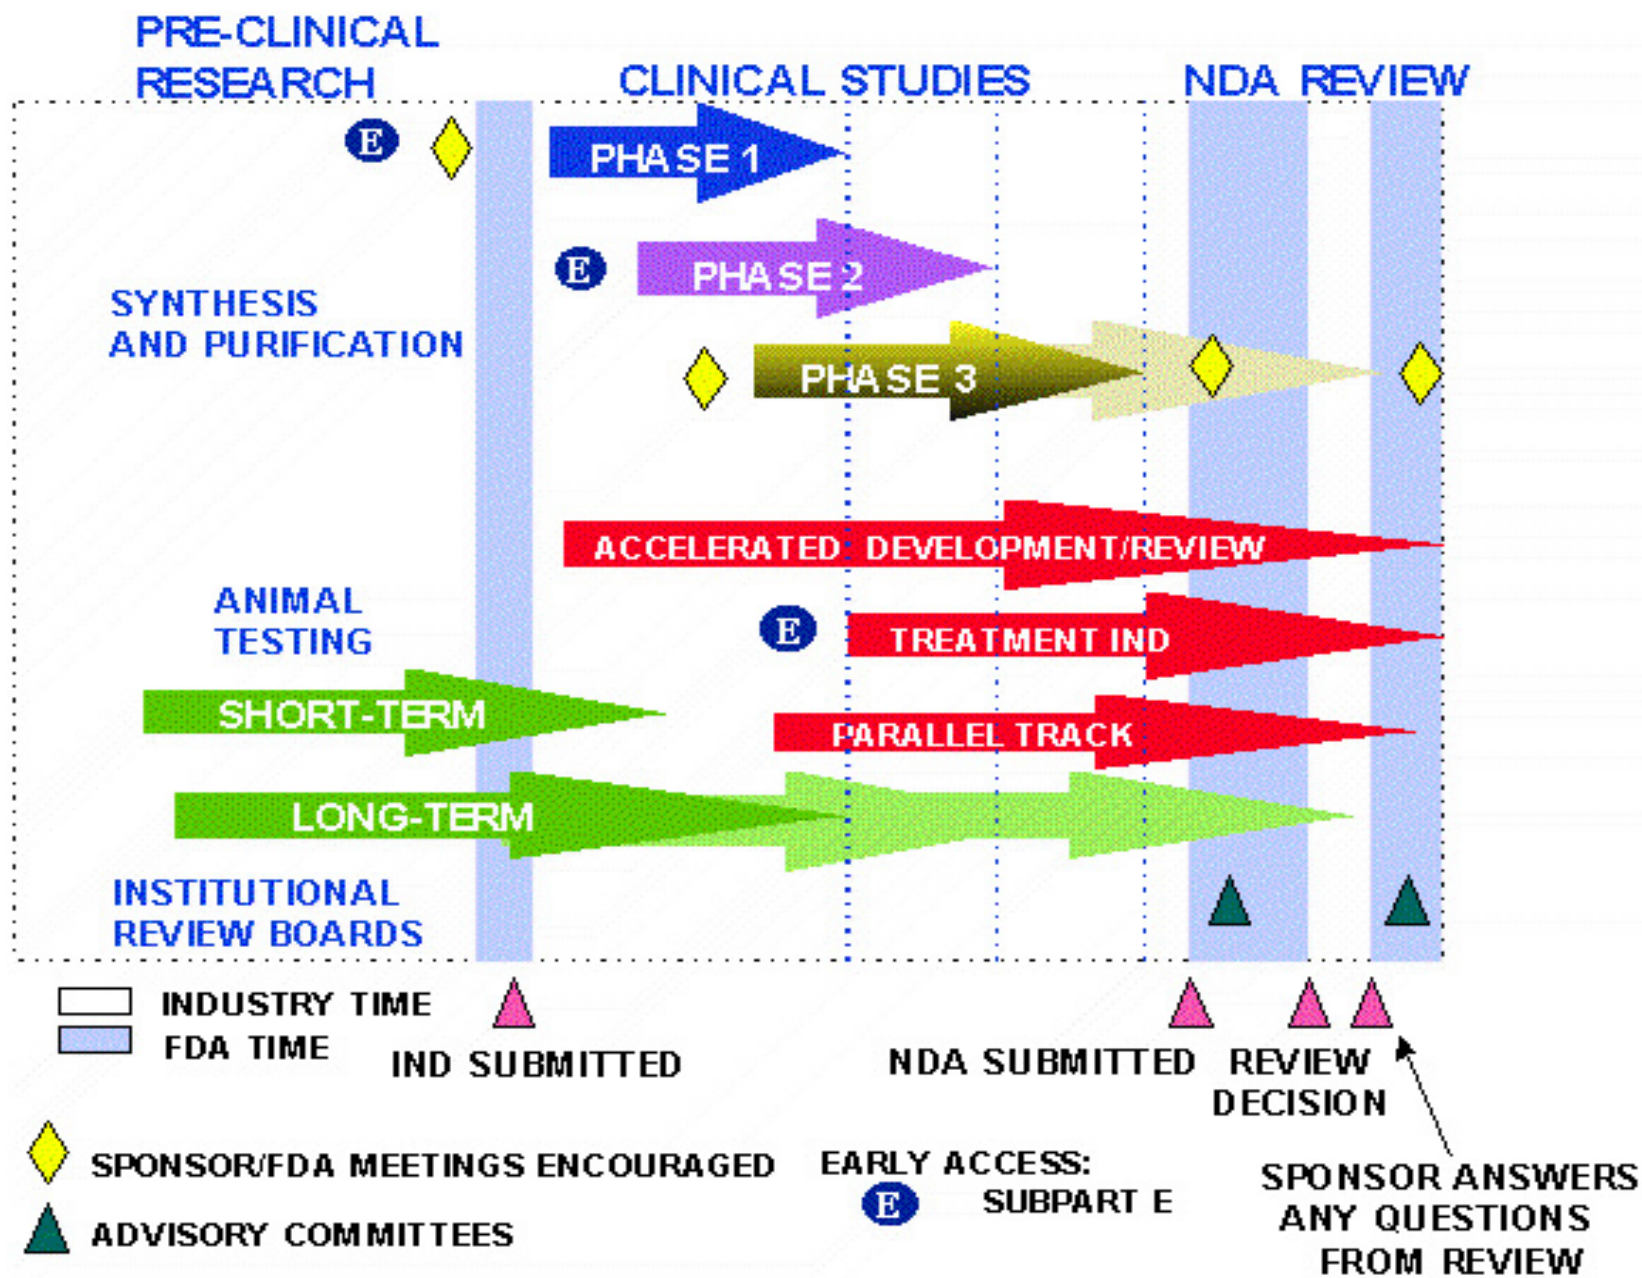 PRE-CLINICAL
RESEARCH
CLINICAL STUDIES
NDA REVIEW
E
PHASE 1
E
PHASE 2
SYNTHESIS
AND PURIFICATION
PHASE 3
ACCELERATED DEVELOPMENT/REVIEW
ANIMAL
TESTING
E
TREATMENT IND
SHORT-TERM
PARALLEL TRACK
LONG-TERM
INSTITUTIONAL
REVIEW BOARDS
INDUSTRY TIME
FDA TIME
IND SUBMITTED
NDA SUBMITTED
REVIEW
DECISION
SPONSOR/FDA MEETINGS ENCOURAGED
EARLY ACCESS:
E SUBPART E
ADVISORY COMMITTEES
SPONSOR ANSWERS
ANY QUESTIONS
FROM REVIEW